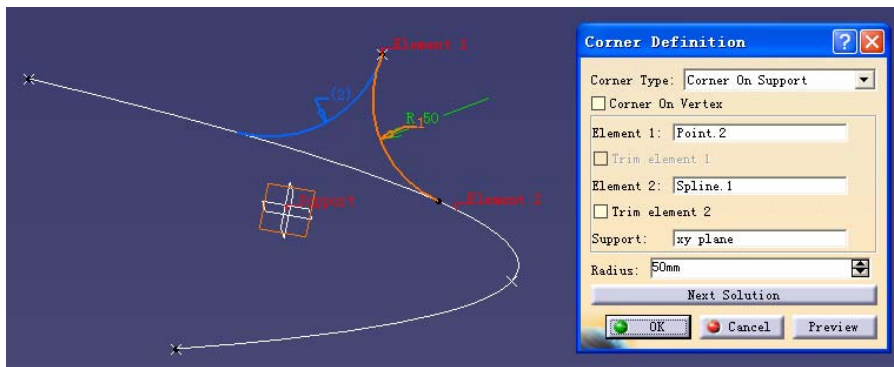 Element 1
(2)
R 50
1
Support
Element 2
Corner Definition
Corner Type: Corner On Support
Corner On Vertex
Element 1: Point.2
Trim element 1
Element 2: Spline.1
Trim element 2
Support: xy plane
Radius: 50mm
Next Solution
OK Cancel Preview